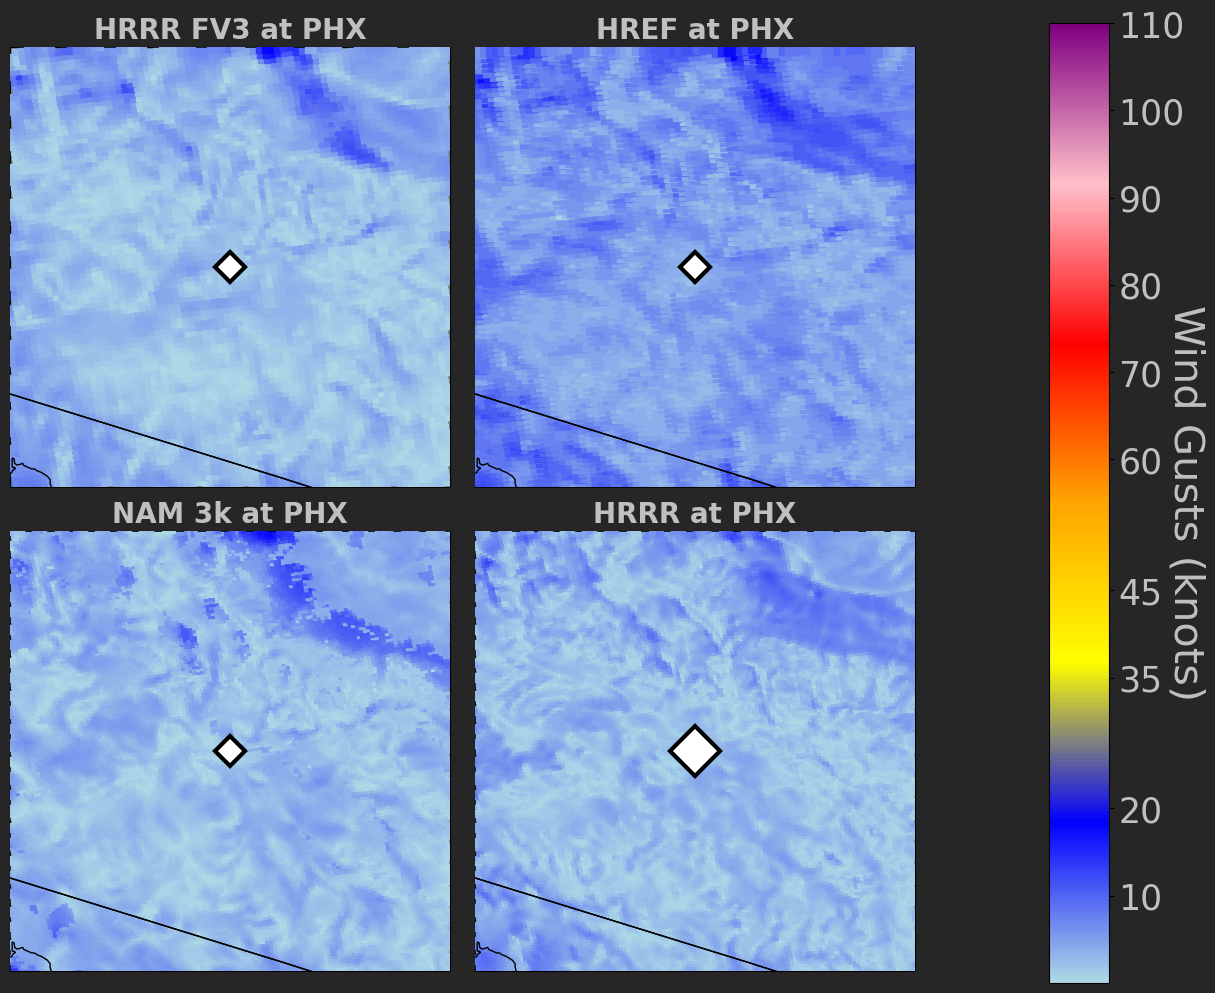 HRRR FV3 at PHX
HREF at PHX
NAM 3k at PHX
HRRR at PHX
110
100
90
80
70
60
45
35
20
10
Wind Gusts (knots)